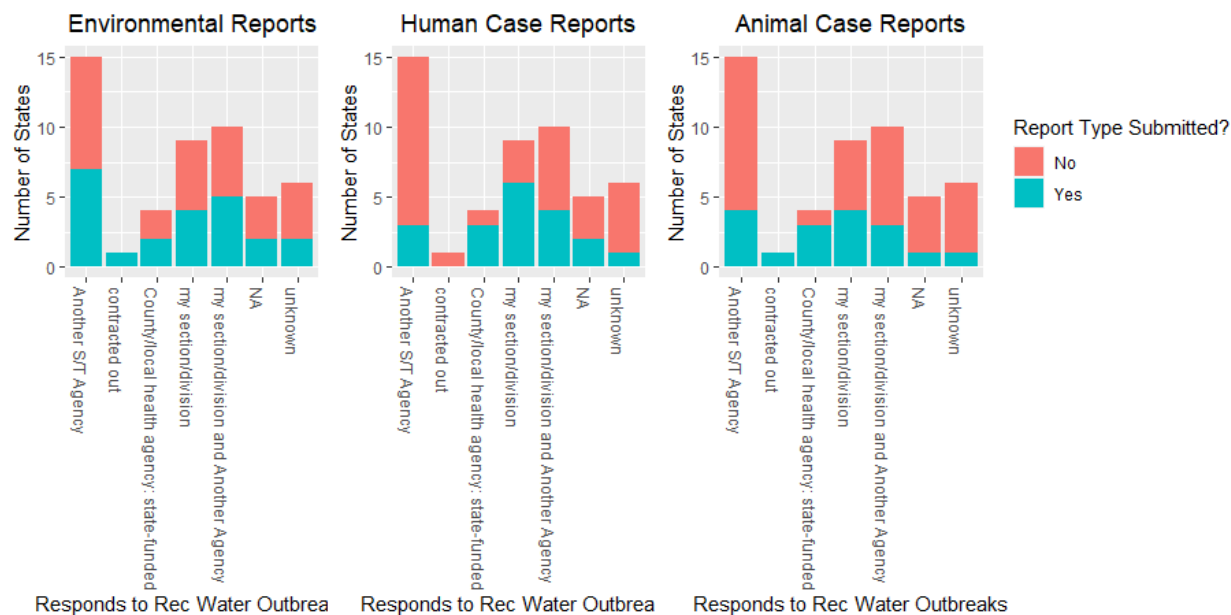 Environmental Reports
Human Case Reports
Animal Case Reports
Number of States
15
10
5
0
Another S/T Agency
contracted out
County/local health agency: state-funded
my section/division
my section/division and Another Agency
NA
unknown
Responds to Rec Water Outbrea
Number of States
15
10
5
0
Another S/T Agency
contracted out
County/local health agency: state-funded
my section/division
my section/division and Another Agency
NA
unknown
Responds to Rec Water Outbrea
Number of States
15
10
5
0
Another S/T Agency
contracted out
County/local health agency: state-funded
my section/division
my section/division and Another Agency
NA
unknown
Responds to Rec Water Outbreaks
Report Type Submitted?
No
Yes